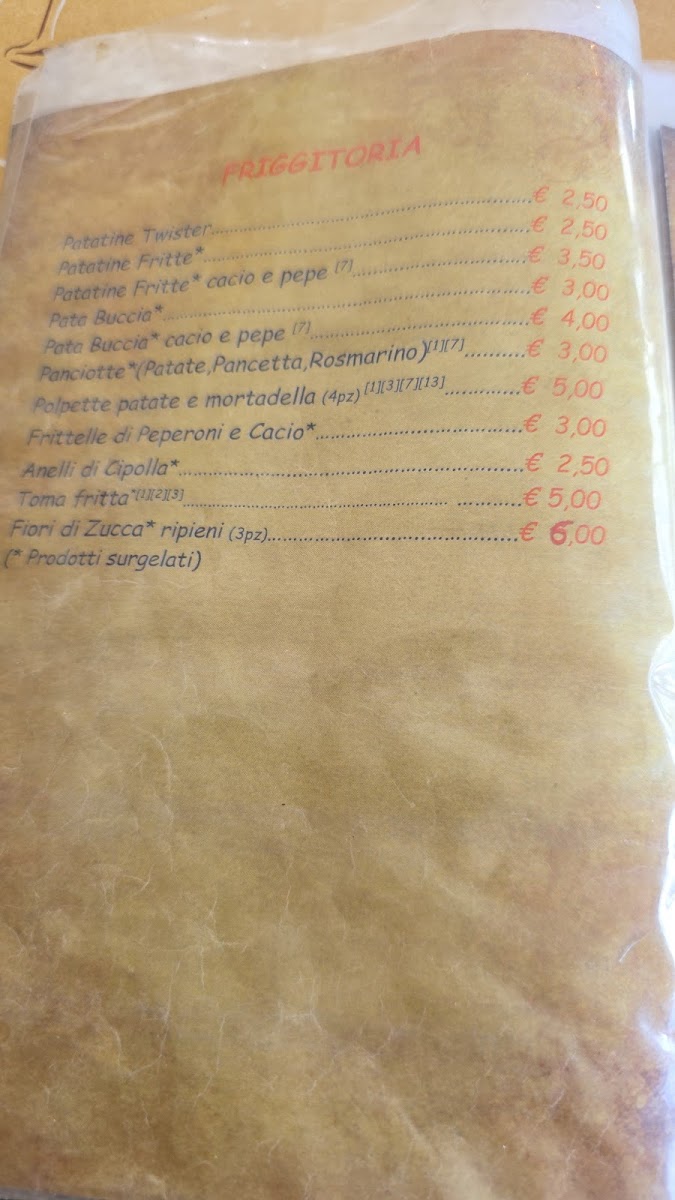 FRIGGITORIA
Patatine Twister..............................€ 2,50
Patatine Fritte*..............................€ 2,50
Patatine Fritte* cacio e pepe [7]..............................€ 3,50
Pata Buccia*..............................€ 3,00
Pata Buccia* cacio e pepe [7]..............................€ 4,00
Panciotte*(Patate,Pancetta,Rosmarino)[1][7]..........€ 3,00
Polpette patate e mortadella (4pz) [1][3][7][13]............€ 5,00
Frittelle di Peperoni e Cacio*..............................€ 3,00
Anelli di Cipolla*..............................€ 2,50
Toma fritta*[1][2][3].............................. ..........€ 5,00
Fiori di Zucca* ripieni (3pz)..............................€ 6,00
(* Prodotti surgelati)